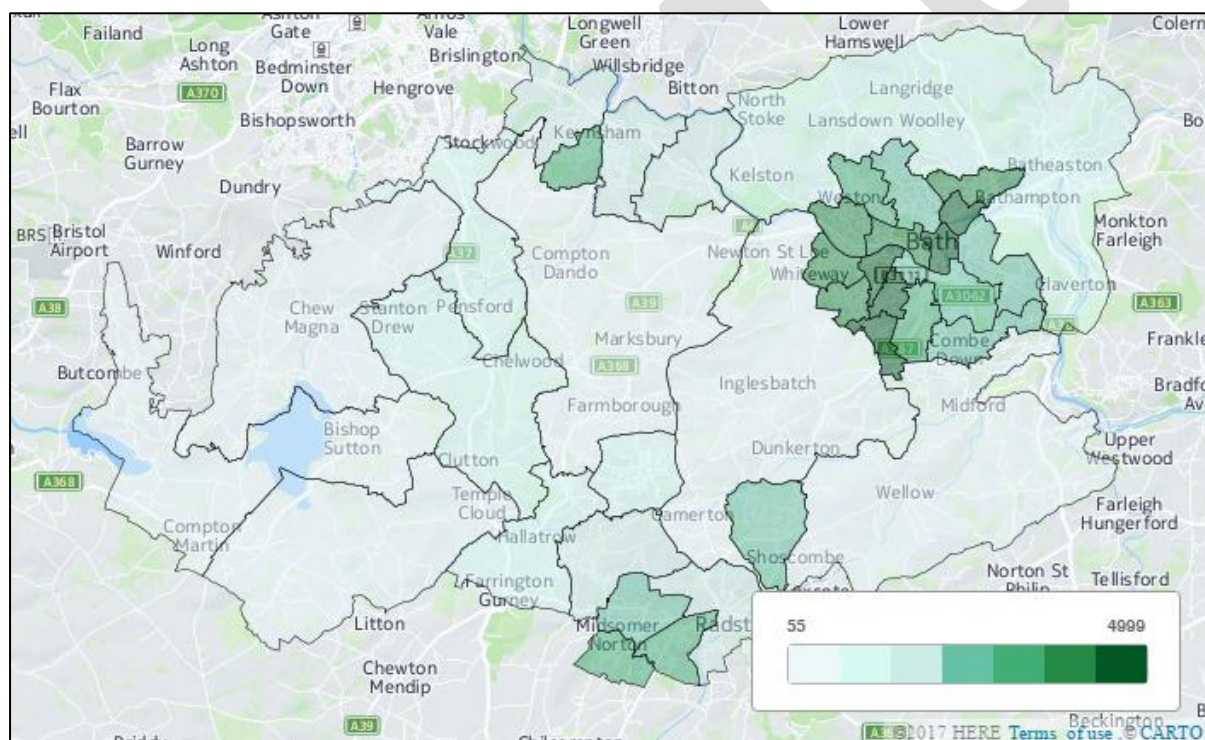 Failand
Ashton
Gate
Vale
Longwell
Green
Lower
Hamswell
Colern
Long
Ashton
Bedminster
Down
Brislington
Willsbridge
Flax
Bourton
A370
Hengrove
Bitton
Langridge
North
Stoke
Bishopsworth
Lansdown Woolley
Barrow
Gurney
Stockwood
Keynsham
Batheaston
Dundry
Kelston
Weston
Bathampton
BRS
Bristol
Airport
Winford
A37
Compton
Dando
Newton St Loe
Bath
Monkton
Farleigh
Whiteway
A38
Chew
Magna
Stanton
Drew
Pensford
A39
A3062
Claverton
A363
Marksbury
Combe
Down
Frankle
Butcombe
Chelwood
A368
Inglesbatch
Bradfo
Av
Farmborough
Midford
Bishop
Sutton
Dunkerton
Upper
Westwood
A368
Clutton
Temple
Cloud
Wellow
Farleigh
Hungerford
Compton
Martin
Camerton
Hallatrow
Shoscombe
Farrington
Gurney
Norton St
Philip
Tellisford
Litton
Midsomer
Norton
Radst
55
4999
Chewton
Mendip
A39
Beckington
©2017 HERE Terms of use © CARTO